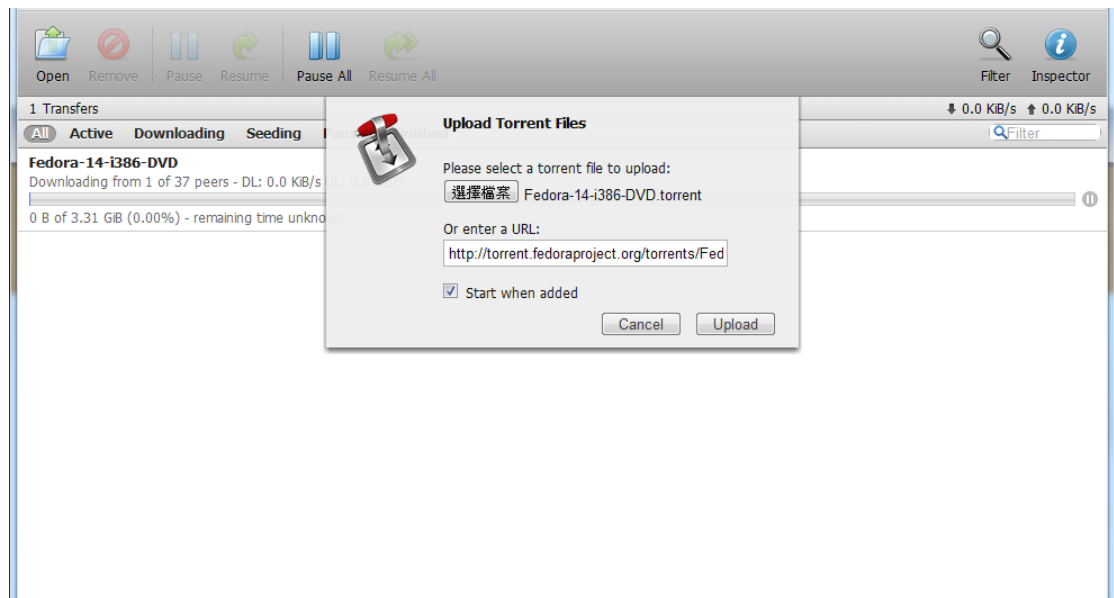 Open Remove Pause Resume Pause All Resume All Filter Inspector
1 Transfers 0.0 KiB/s 0.0 KiB/s
All Active Downloading Seeding Filter
Fedora-14-i386-DVD
Downloading from 1 of 37 peers - DL: 0.0 KiB/s
0 B of 3.31 GiB (0.00%) - remaining time
Upload Torrent Files
Please select a torrent file to upload:
選擇檔案 Fedora-14-i386-DVD.torrent
Or enter a URL:
http://torrent.fedoraproject.org/torrents/Fed
Start when added
Cancel Upload